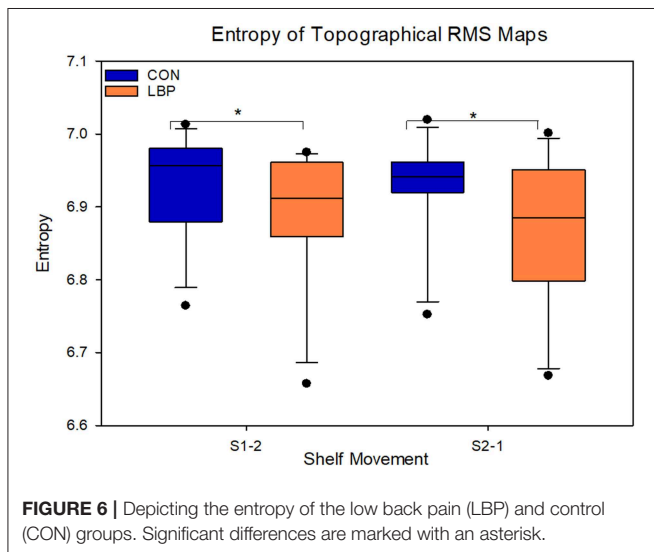 Entropy of Topographical RMS Maps
7.1
CON
LBP
* *
7.0
6.9
Entropy
6.8
6.7
6.6
S1-2 S2-1
Shelf Movement
FIGURE 6 | Depicting the entropy of the low back pain (LBP) and control
(CON) groups. Significant differences are marked with an asterisk.